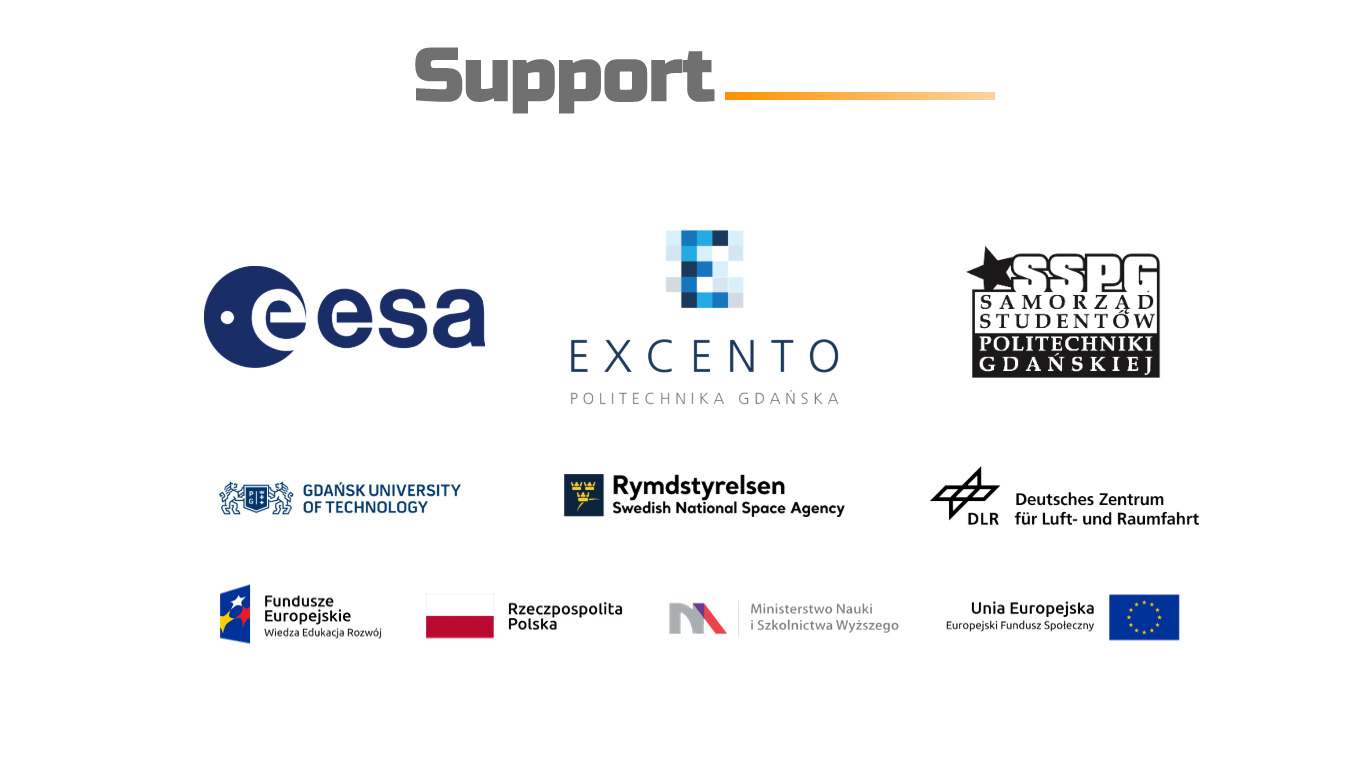 Support
esa
EXCENTO
POLITECHNIKA GDAŃSKA
SSPG
SAMORZĄD
STUDENTÓW
POLITECHNIKI
GDAŃSKIEJ
PG
GDAŃSK UNIVERSITY
OF TECHNOLOGY
Rymdstyrelsen
Swedish National Space Agency
DLR
Deutsches Zentrum
für Luft- und Raumfahrt
Fundusze
Europejskie
Wiedza Edukacja Rozwój
Rzeczpospolita
Polska
Ministerstwo Nauki
i Szkolnictwa Wyższego
Unia Europejska
Europejski Fundusz Społeczny